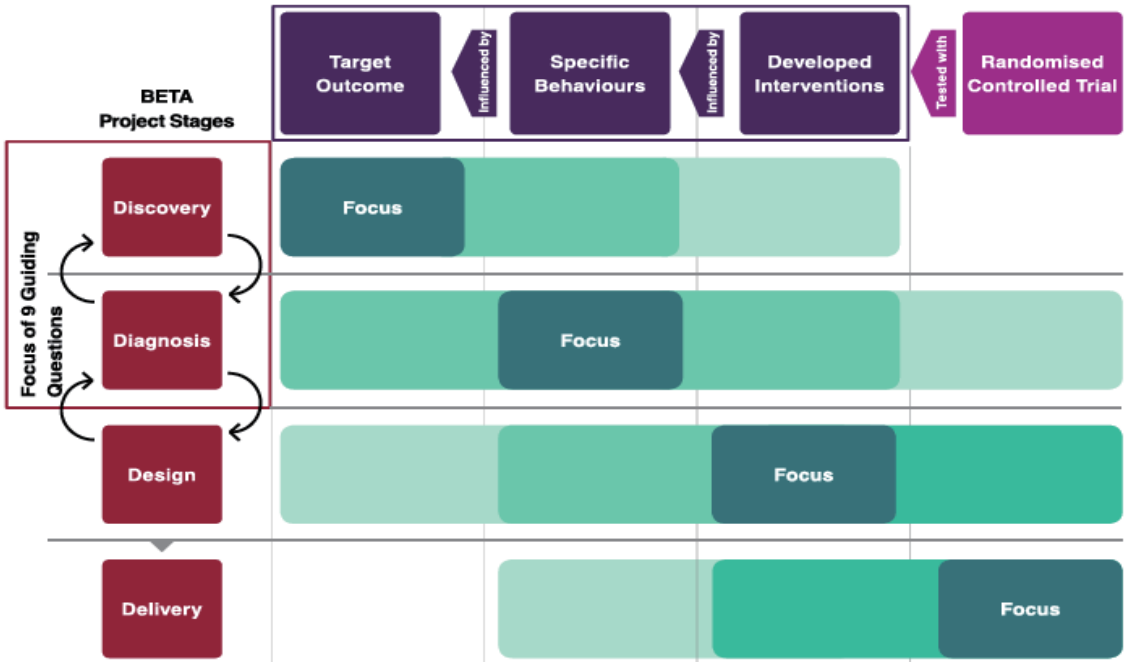 Target
Outcome
Influenced by
Specific
Behaviours
Influenced by
Developed
Interventions
Tested with
Randomised
Controlled Trial
BETA
Project Stages
Focus of 9 Guiding
Questions
Discovery
Focus
Diagnosis
Focus
Design
Focus
Delivery
Focus